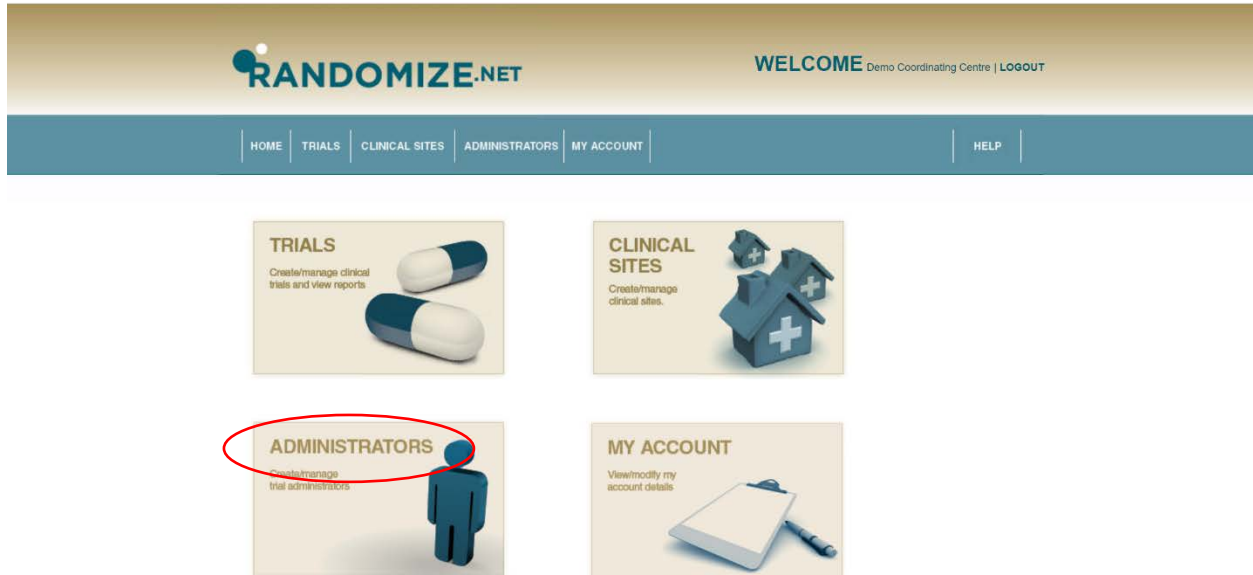 RANDOMIZE.NET
WELCOME Demo Coordinating Centre | LOGOUT
HOME TRIALS CLINICAL SITES ADMINISTRATORS MY ACCOUNT HELP
TRIALS
Create/manage clinical
trials and view reports
CLINICAL
SITES
Create/manage
clinical sites.
ADMINISTRATORS
Create/manage
trial administrators
MY ACCOUNT
View/modify my
account details